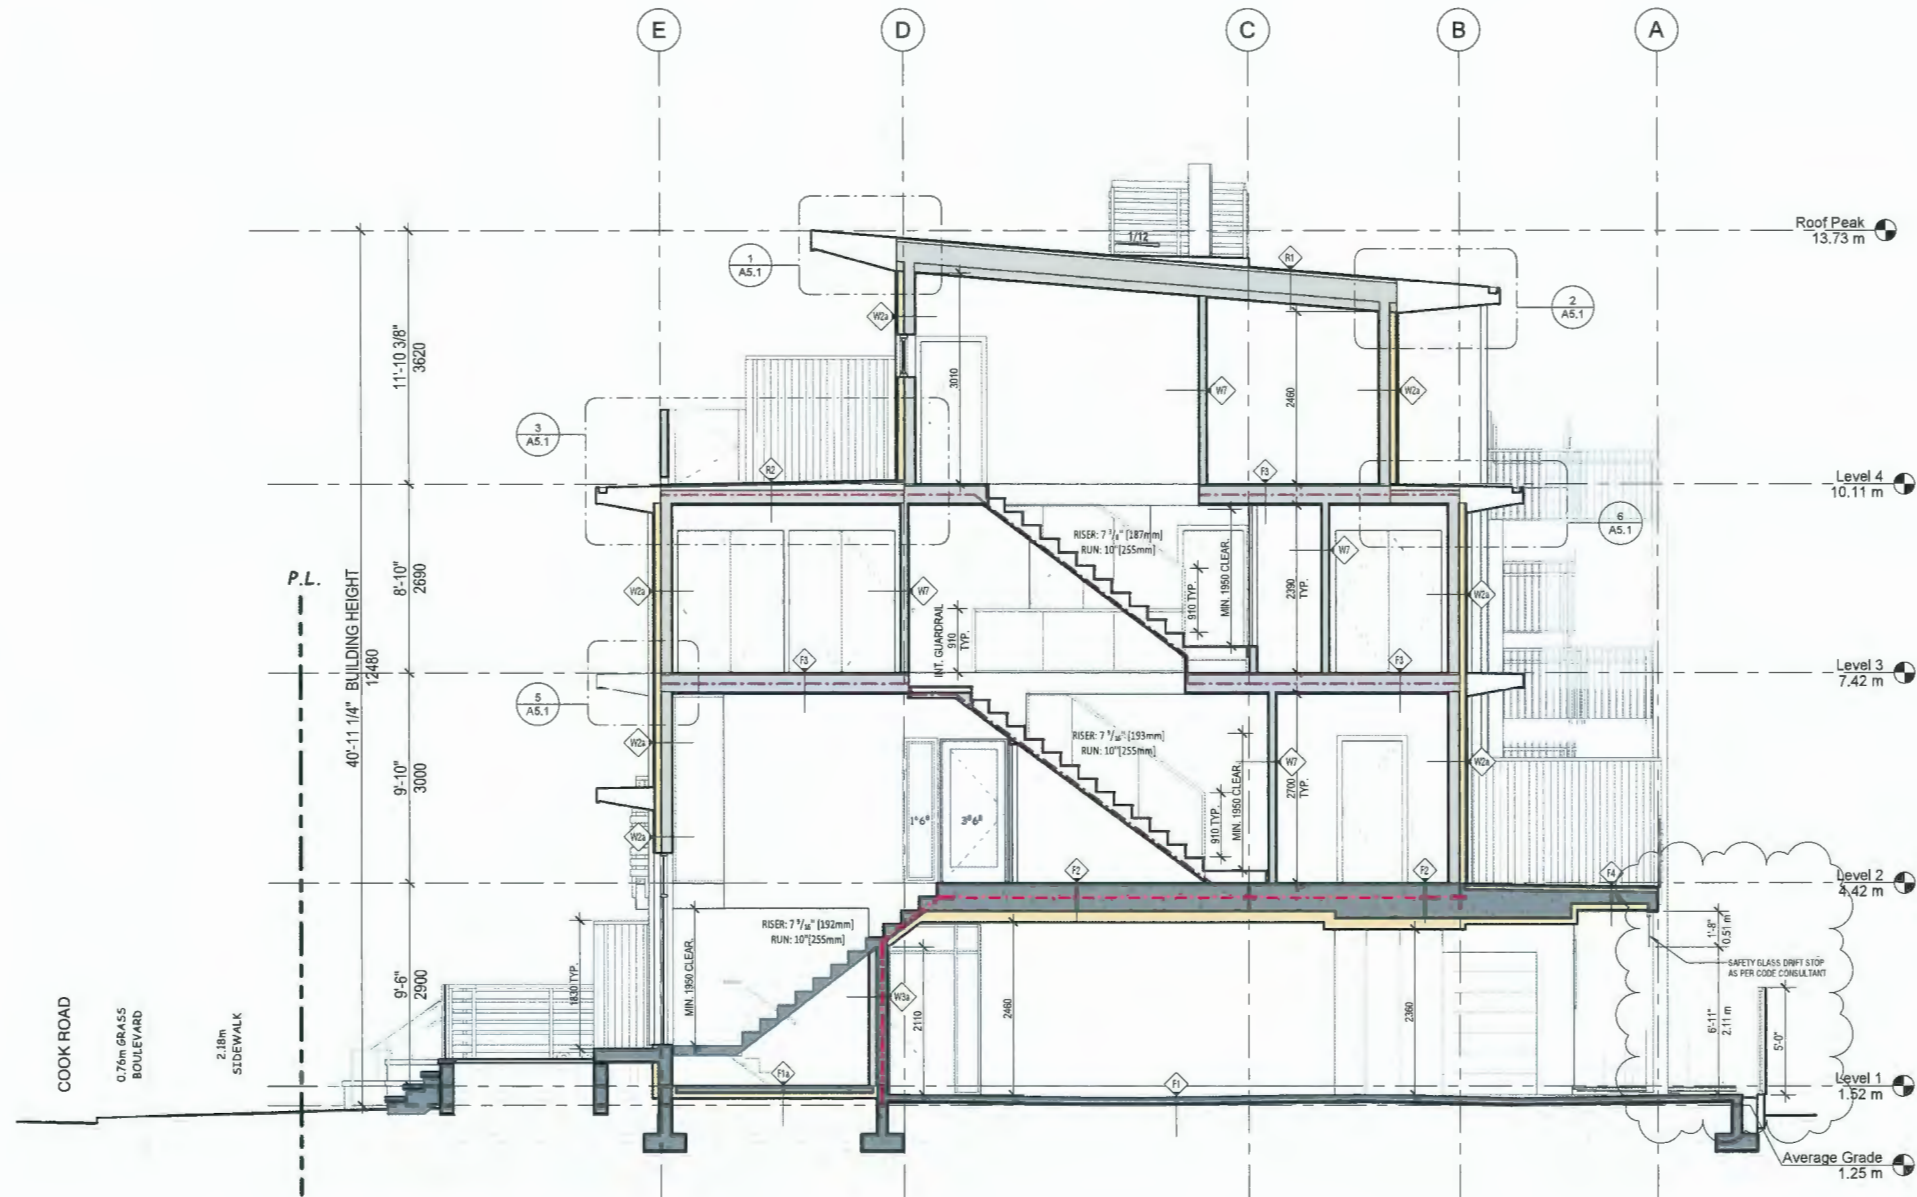 E
D
C
B
A
Roof Peak
13.73 m
1/12
1
A5.1
R1
2
A5.1
W2a
11'-10 3/8"
3620
3010
W7
2460
W2a
3
A5.1
R2
F3
Level 4
10.11 m
6
A5.1
RISER: 7 3/8" [187mm]
RUN: 10"[255mm]
W7
P.L.
40'-11 1/4" BUILDING HEIGHT
12480
8'-10"
2690
W2a
W7
INT. GUARDRAIL
910
TYP.
910 TYP.
MIN. 1950 CLEAR.
2390
TYP.
W2a
F3
F3
Level 3
7.42 m
5
A5.1
W2a
RISER: 7 9/16" [193mm]
RUN: 10"[255mm]
W7
W2a
9'-10"
3000
910 TYP.
MIN. 1950 CLEAR.
2700
TYP.
1⁰6⁸
3⁰6⁸
W2a
F2
F2
F4
Level 2
4.42 m
RISER: 7 9/16" [192mm]
RUN: 10"[255mm]
1'-8"
0.51 m
SAFETY GLASS DRIFT STOP
AS PER CODE CONSULTANT
COOK ROAD
0.76m GRASS
BOULEVARD
2.18m
SIDEWALK
9'-6"
2900
1830 TYP.
MIN. 1950 CLEAR.
W3a
2110
2460
2360
6'-11"
2.11 m
5'-0"
F1a
F1
Level 1
1.52 m
Average Grade
1.25 m